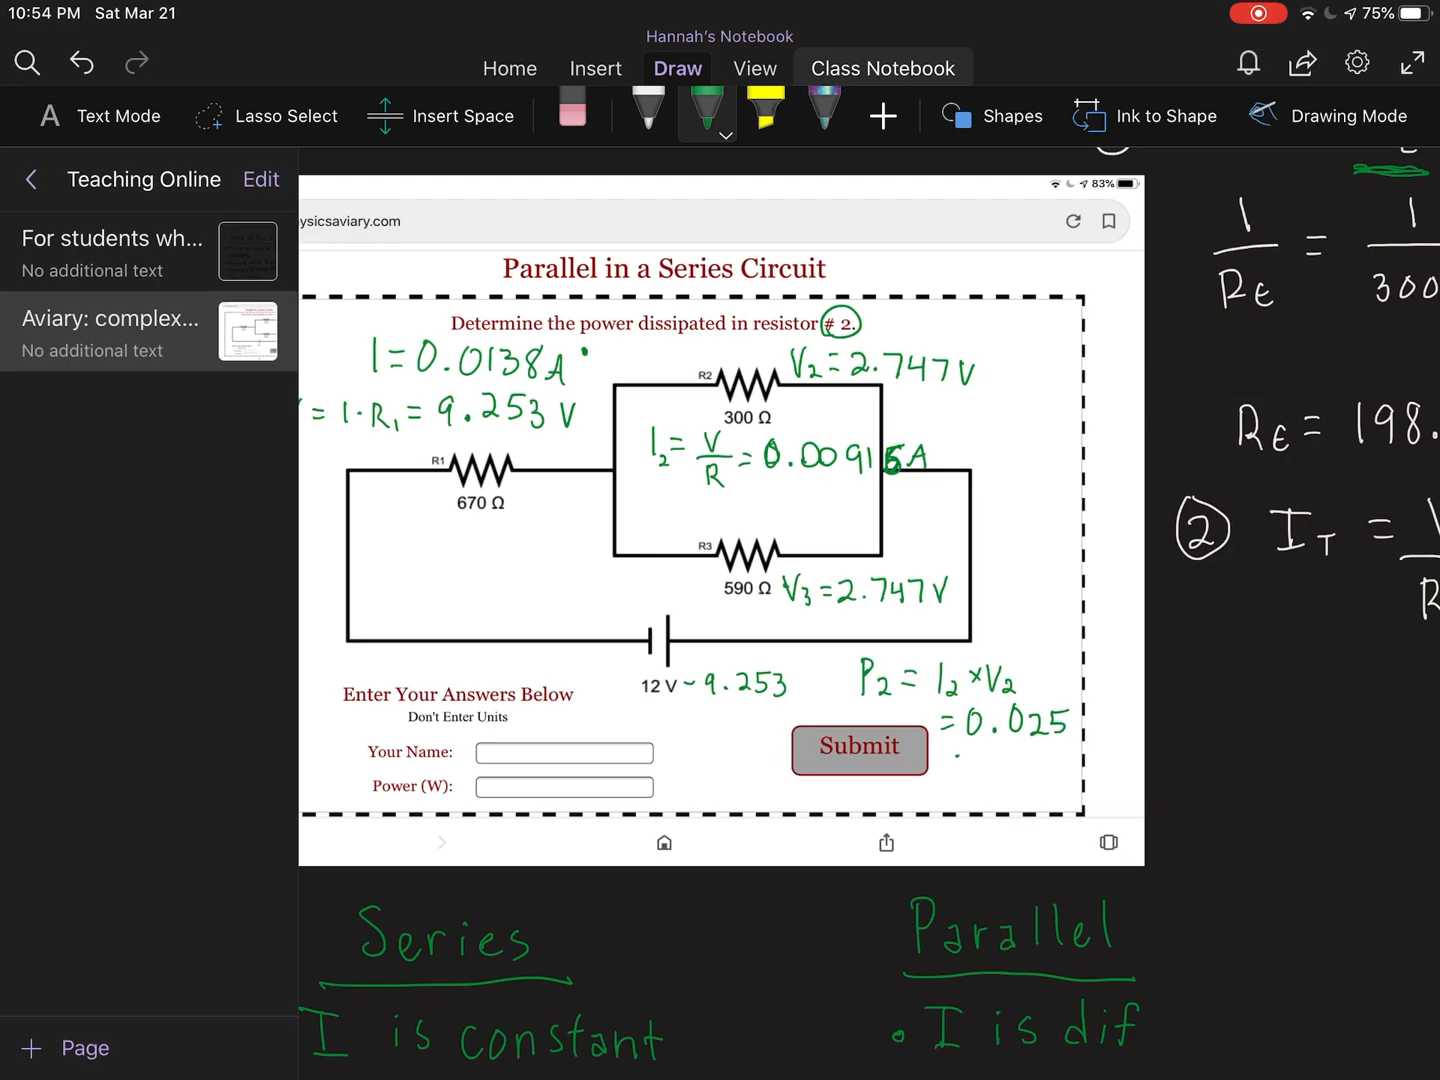 10:54 PM Sat Mar 21
75%
Hannah's Notebook
Home Insert Draw View Class Notebook
Text Mode Lasso Select Insert Space Shapes Ink to Shape Drawing Mode
Teaching Online Edit
For students wh...
No additional text
Aviary: complex...
No additional text
+ Page
83%
ysicsaviary.com
Parallel in a Series Circuit
Determine the power dissipated in resistor # 2.
I = 0.0138A
V2 = 2.747V
= I · R1 = 9.253 V
R2
300 Ω
I2 = V/R = 0.00915A
R1
670 Ω
R3
590 Ω
V3 = 2.747V
12 V - 9.253
P2 = I2 × V2
= 0.025
Enter Your Answers Below
Don't Enter Units
Your Name:
Power (W):
Submit
1/RE = 1/300
RE = 198.
2 IT =
R
Series
I is constant
Parallel
. I is dif